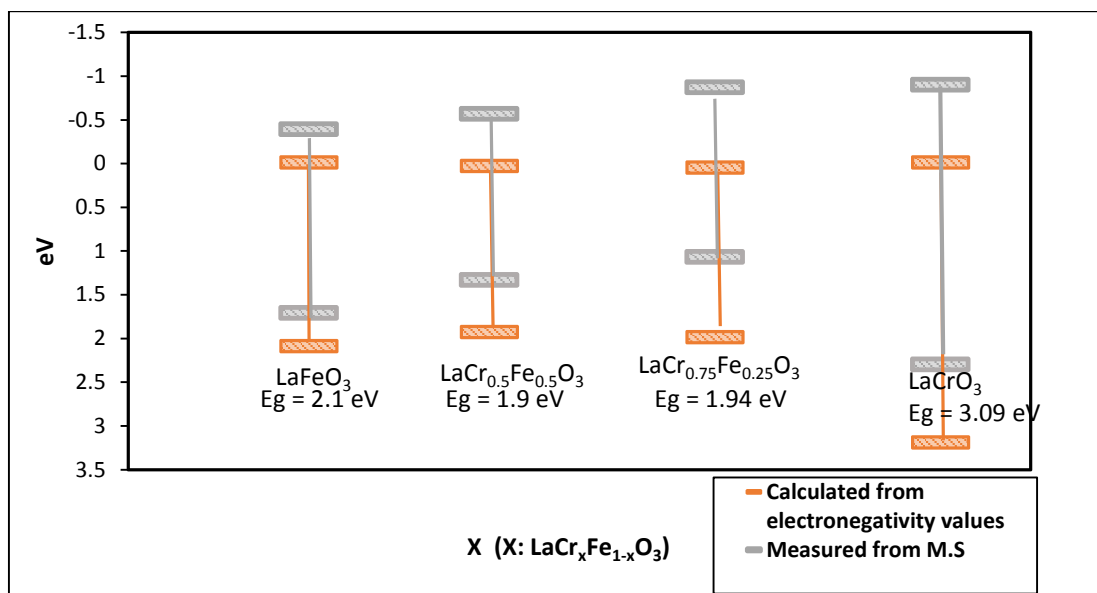 -1.5
-1
-0.5
0
0.5
1
1.5
2
2.5
3
3.5
eV
LaFeO₃
Eg = 2.1 eV
LaCr₀.₅Fe₀.₅O₃
Eg = 1.9 eV
LaCr₀.₇₅Fe₀.₂₅O₃
Eg = 1.94 eV
LaCrO₃
Eg = 3.09 eV
X (X: LaCrₓFe₁₋ₓO₃)
Calculated from
electronegativity values
Measured from M.S